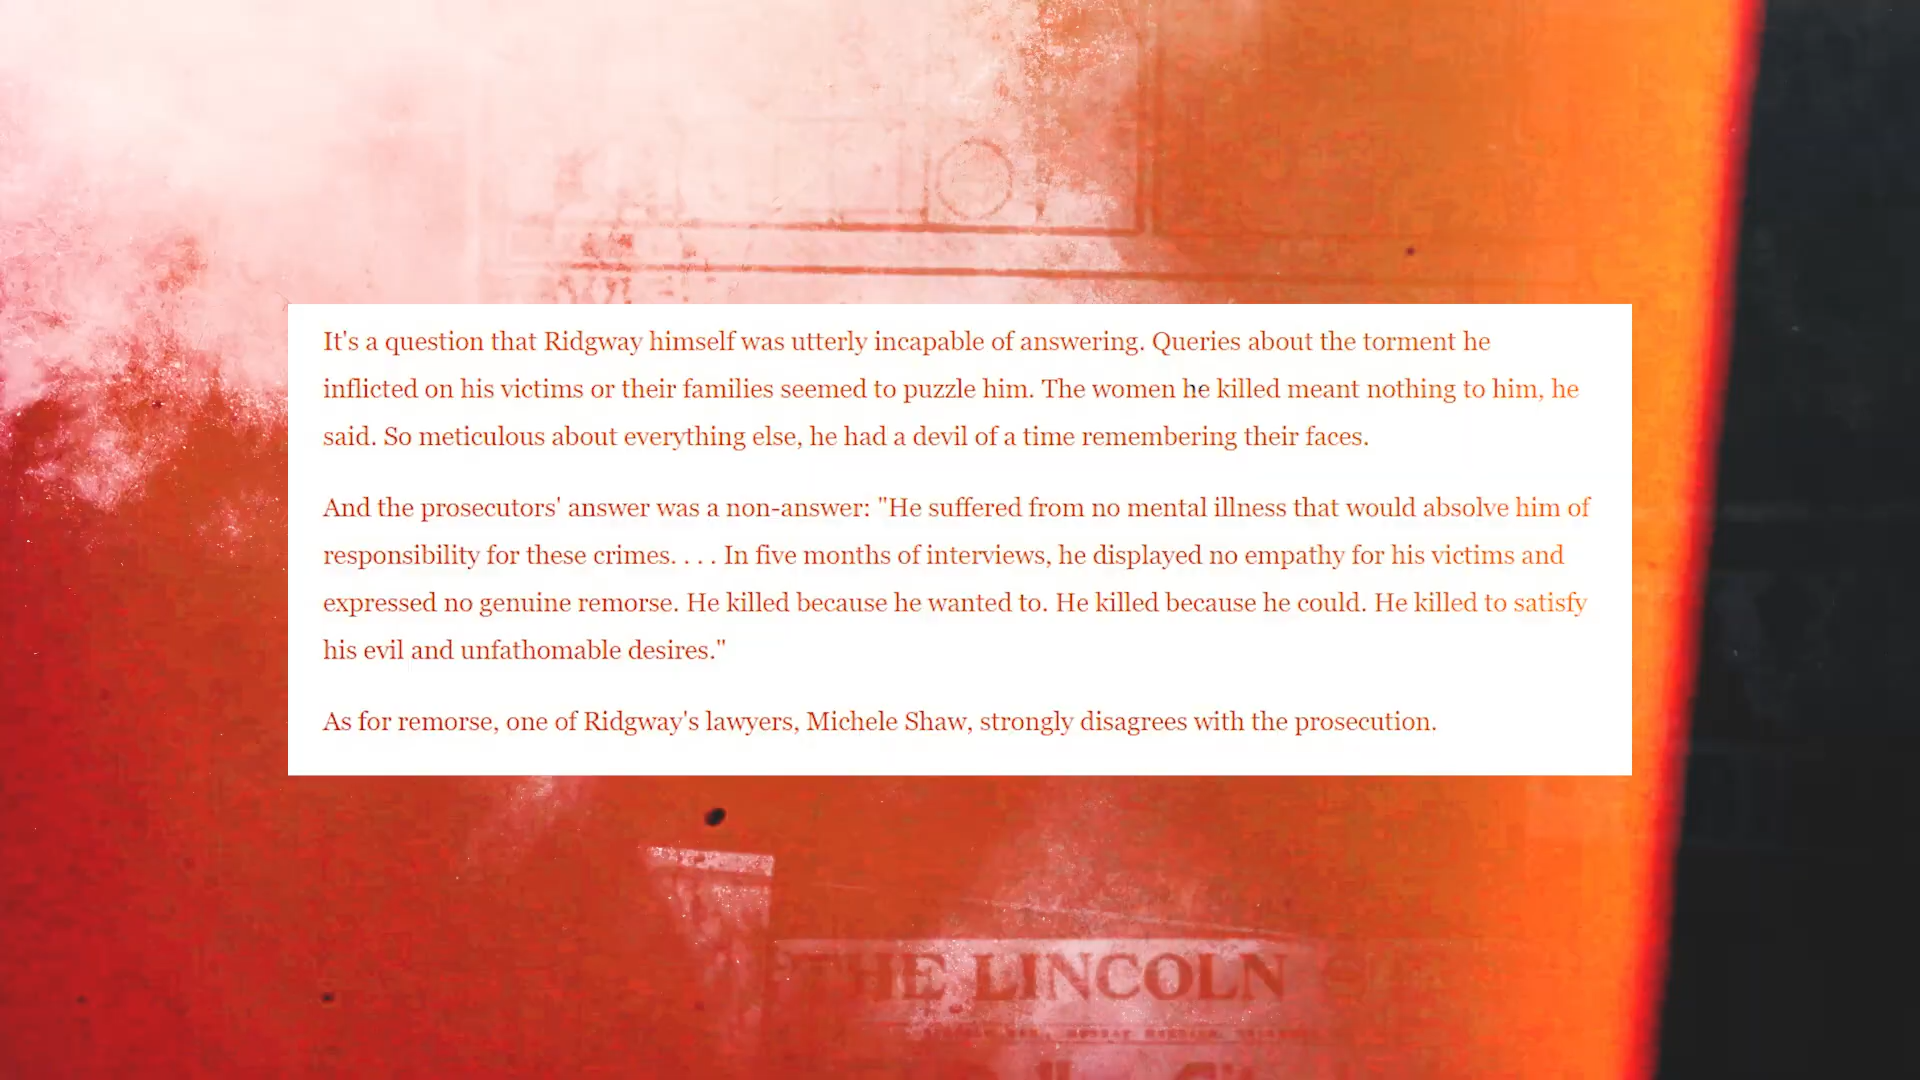 It's a question that Ridgway himself was utterly incapable of answering. Queries about the torment he
inflicted on his victims or their families seemed to puzzle him. The women he killed meant nothing to him, he
said. So meticulous about everything else, he had a devil of a time remembering their faces.
And the prosecutors' answer was a non-answer: "He suffered from no mental illness that would absolve him of
responsibility for these crimes. . . . In five months of interviews, he displayed no empathy for his victims and
expressed no genuine remorse. He killed because he wanted to. He killed because he could. He killed to satisfy
his evil and unfathomable desires."
As for remorse, one of Ridgway's lawyers, Michele Shaw, strongly disagrees with the prosecution.
THE LINCOLN